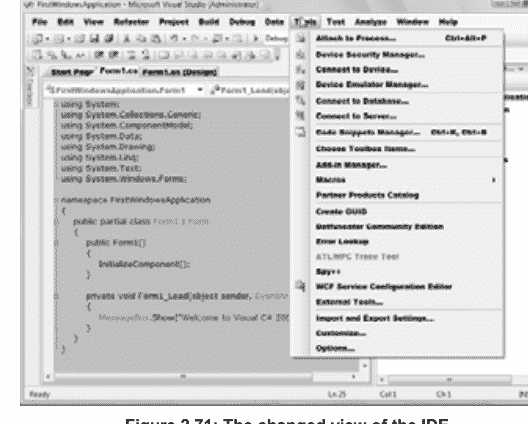 FirstWindowsApplication - Microsoft Visual Studio (Administrator)
File Edit View Refactor Project Build Debug Data Tools Test Analyze Window Help
Debug
Start Page Form1.cs Form1.cs [Design]
FirstWindowsApplication.Form1
Form1_Load(obj
using System;
using System.Collections.Generic;
using System.ComponentModel;
using System.Data;
using System.Drawing;
using System.Linq;
using System.Text;
using System.Windows.Forms;
namespace FirstWindowsApplication
{
public partial class Form1 : Form
{
public Form1()
{
InitializeComponent();
}
private void Form1_Load(object sender, EventAr
{
MessageBox.Show("Welcome to Visual C#
}
}
}
Attach to Process... Ctrl+Alt+P
Device Security Manager...
Connect to Device...
Device Emulator Manager...
Connect to Database...
Connect to Server...
Code Snippets Manager... Ctrl+K, Ctrl+B
Choose Toolbox Items...
Add-in Manager...
Macros
Partner Products Catalog
Create GUID
Dotfuscator Community Edition
Error Lookup
ATL/MFC Trace Tool
Spy++
WCF Service Configuration Editor
External Tools...
Import and Export Settings...
Customize...
Options...
Ready Ln 25 Col 1 Ch 1 INS
Figure 2.71: The changed view of the IDE